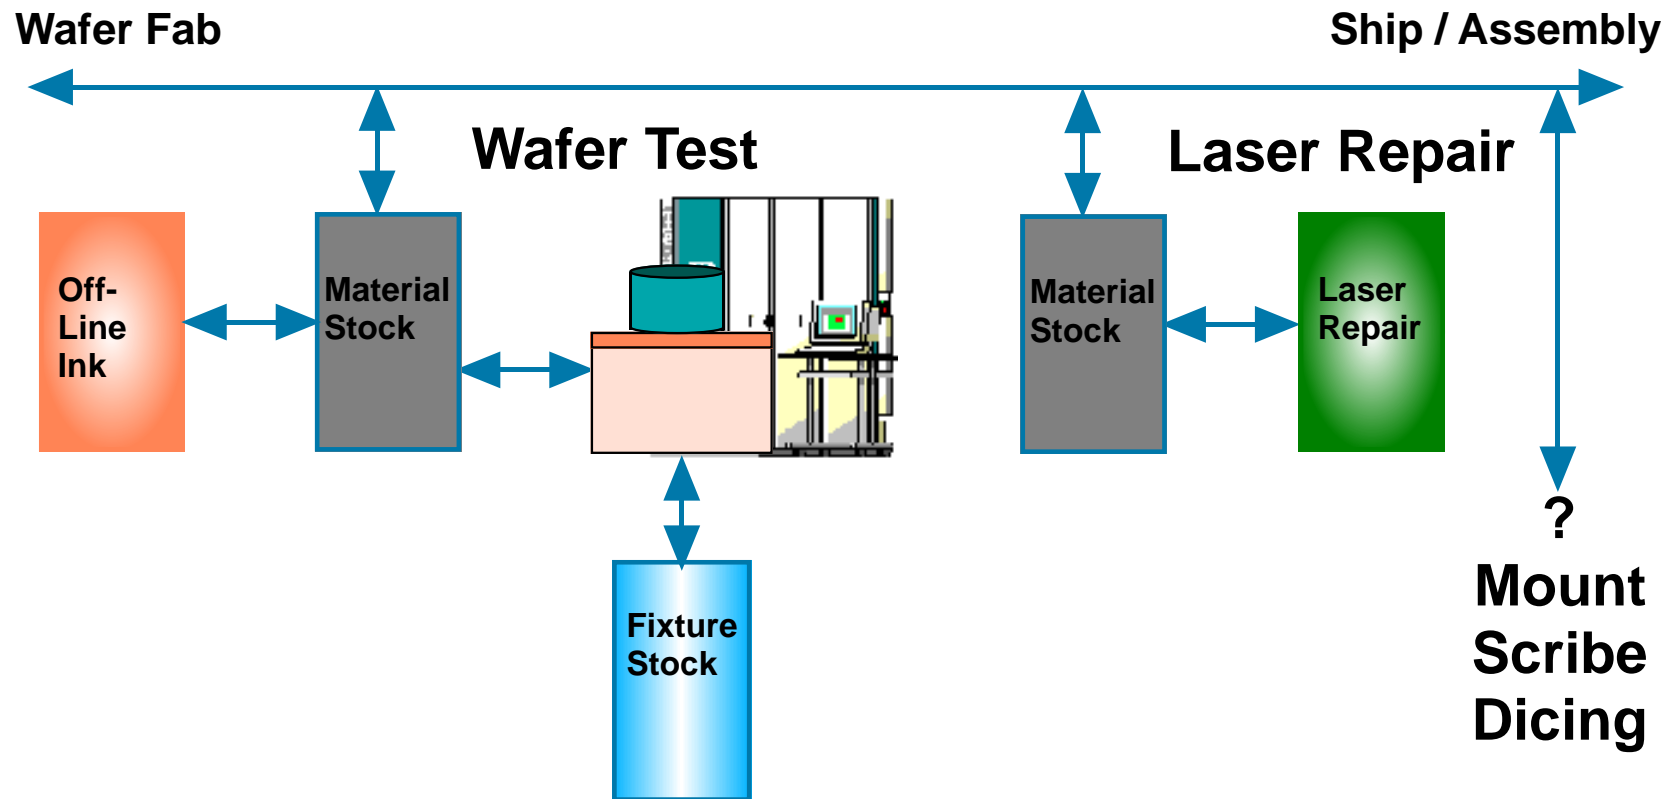 Wafer Fab
Ship / Assembly
Wafer Test
Laser Repair
Off-
Line
Ink
Material
Stock
Material
Stock
Laser
Repair
Fixture
Stock
?
Mount
Scribe
Dicing